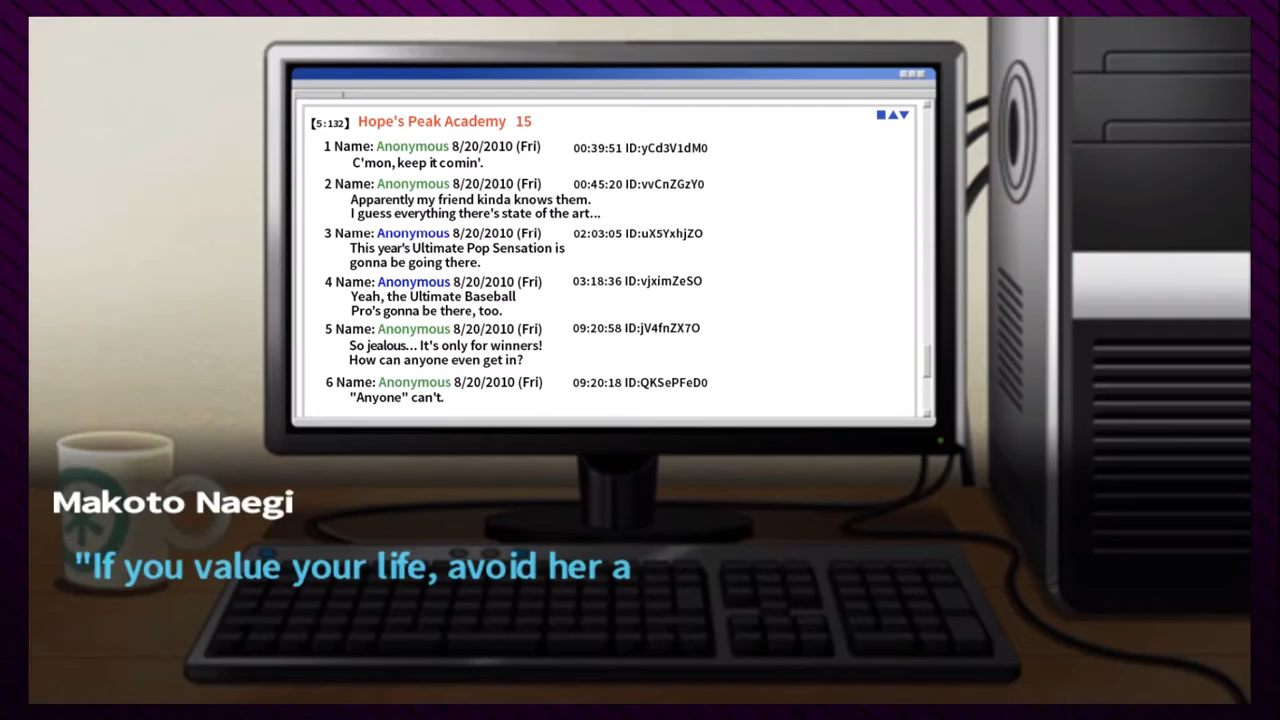 【5:132】 Hope's Peak Academy 15
1 Name: Anonymous 8/20/2010 (Fri) 00:39:51 ID:yCd3V1dM0
C'mon, keep it comin'.
2 Name: Anonymous 8/20/2010 (Fri) 00:45:20 ID:vvCnZGzY0
Apparently my friend kinda knows them.
I guess everything there's state of the art...
3 Name: Anonymous 8/20/2010 (Fri) 02:03:05 ID:uX5YxhjZO
This year's Ultimate Pop Sensation is
gonna be going there.
4 Name: Anonymous 8/20/2010 (Fri) 03:18:36 ID:vjximZeSO
Yeah, the Ultimate Baseball
Pro's gonna be there, too.
5 Name: Anonymous 8/20/2010 (Fri) 09:20:58 ID:jV4fnZX7O
So jealous... It's only for winners!
How can anyone even get in?
6 Name: Anonymous 8/20/2010 (Fri) 09:20:18 ID:QKSePFeD0
"Anyone" can't.
Makoto Naegi
"If you value your life, avoid her a